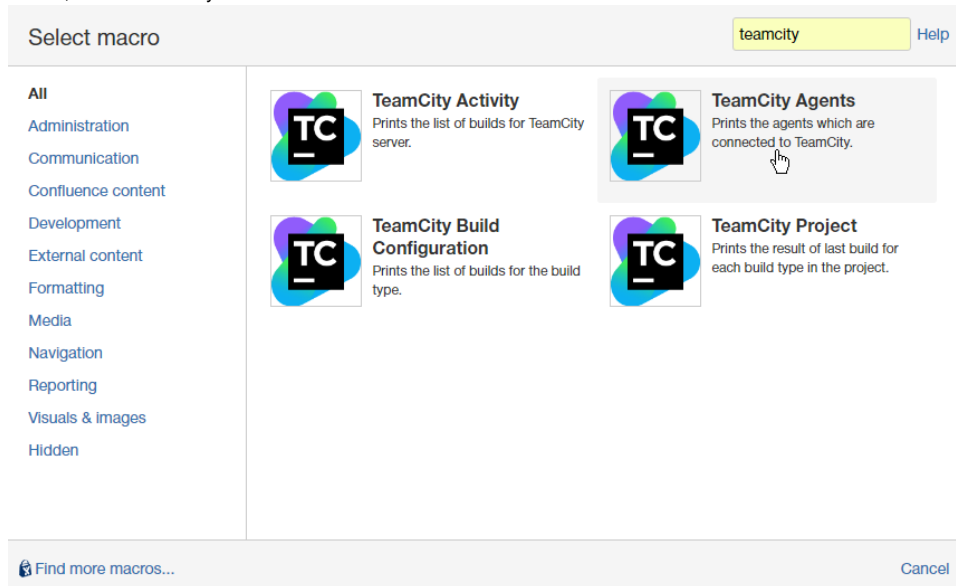 Select macro
teamcity
Help
All
Administration
Communication
Confluence content
Development
External content
Formatting
Media
Navigation
Reporting
Visuals & images
Hidden
TC
TeamCity Activity
Prints the list of builds for TeamCity
server.
TC
TeamCity Agents
Prints the agents which are
connected to TeamCity.
TC
TeamCity Build
Configuration
Prints the list of builds for the build
type.
TC
TeamCity Project
Prints the result of last build for
each build type in the project.
Find more macros...
Cancel